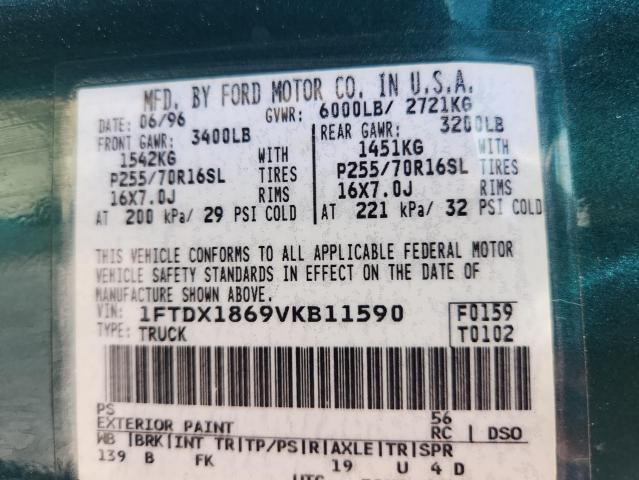 MFD. BY FORD MOTOR CO. IN U.S.A.
DATE: 06/96 GVWR: 6000LB/ 2721KG
FRONT GAWR: 3400LB REAR GAWR: 3200LB
1542KG WITH 1451KG WITH
P255/70R16SL TIRES P255/70R16SL TIRES
16X7.0J RIMS 16X7.0J RIMS
AT 200 kPa/ 29 PSI COLD AT 221 kPa/ 32 PSI COLD
THIS VEHICLE CONFORMS TO ALL APPLICABLE FEDERAL MOTOR
VEHICLE SAFETY STANDARDS IN EFFECT ON THE DATE OF
MANUFACTURE SHOWN ABOVE.
VIN: 1FTDX1869VKB11590 F0159
TYPE: TRUCK T0102
PS 56
EXTERIOR PAINT RC DSO
WB BRK INT TR TP/PS R AXLE TR SPR
139 B FK 19 U 4 D